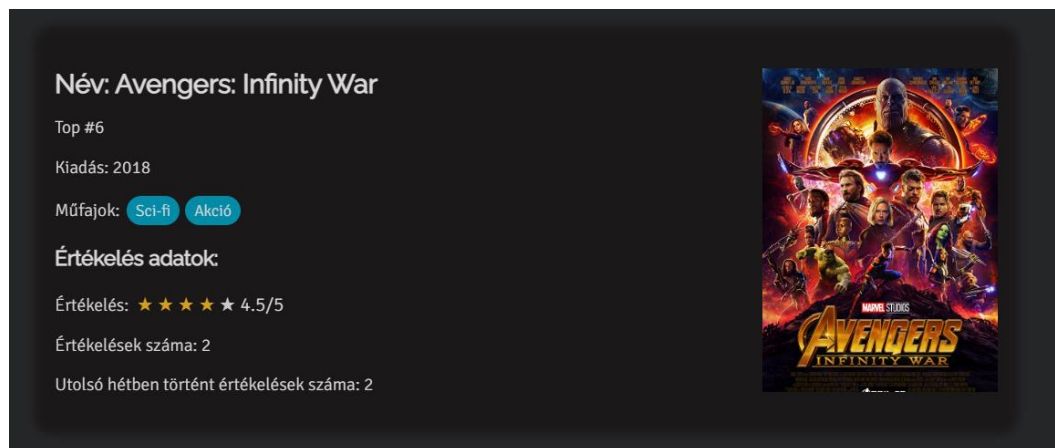 Név: Avengers: Infinity War
Top #6
Kiadás: 2018
Műfajok: Sci-fi Akció
Értékelés adatok:
Értékelés: ★ ★ ★ ★ ★ 4.5/5
Értékelések száma: 2
Utolsó hétben történt értékelések száma: 2
MARVEL STUDIOS
AVENGERS
INFINITY WAR